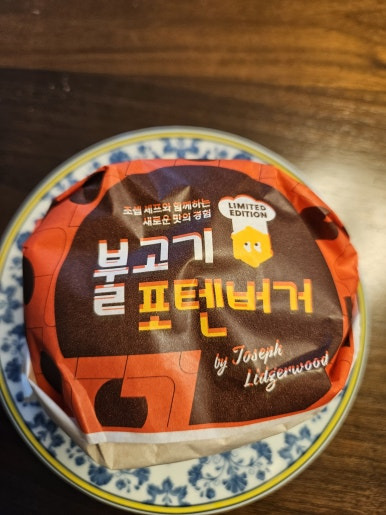 조셉 셰프와 함께하는
새로운 맛의 경험
LIMITED
EDITION
불고기
포텐버거
by Joseph
Lidgerwood